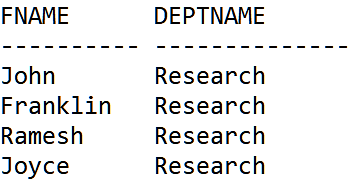 FNAME      DEPTNAME
---------- --------------
John       Research
Franklin   Research
Ramesh     Research
Joyce      Research